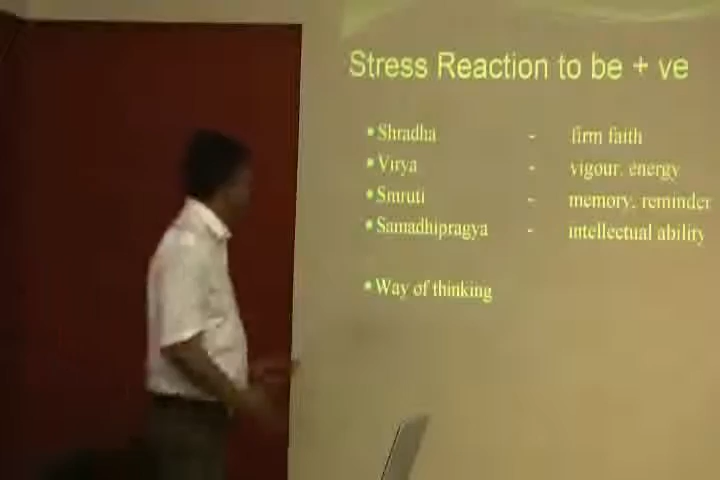 Stress Reaction to be + ve
• Shradha - firm faith
• Virya - vigour, energy
• Smruti - memory, reminder
• Samadhipragya - intellectual ability
• Way of thinking